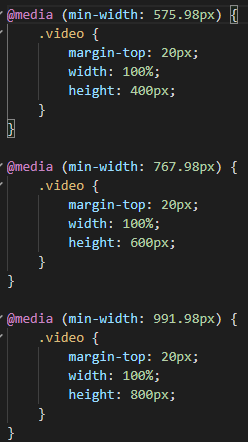 @media (min-width: 575.98px) {
    .video {
        margin-top: 20px;
        width: 100%;
        height: 400px;
    }
}
@media (min-width: 767.98px) {
    .video {
        margin-top: 20px;
        width: 100%;
        height: 600px;
    }
}
@media (min-width: 991.98px) {
    .video {
        margin-top: 20px;
        width: 100%;
        height: 800px;
    }
}